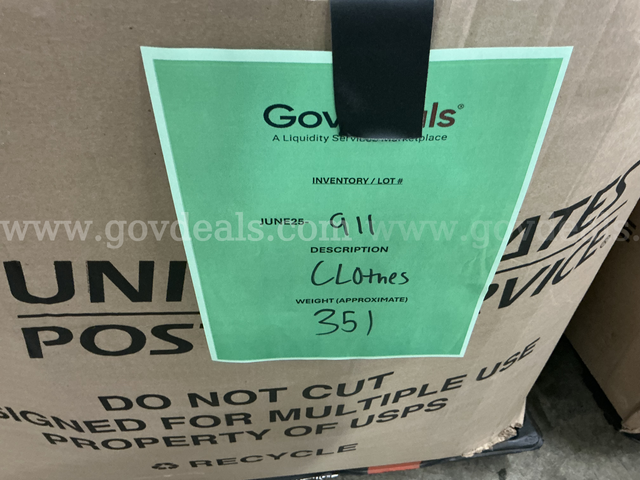 GovDeals®
A Liquidity Services Marketplace
INVENTORY / LOT #
JUNE25- 911
DESCRIPTION
CLOthes
WEIGHT (APPROXIMATE)
351
www.govdeals.com www.govdeals
UNI ATES
POST SERVICE
DO NOT CUT
SIGNED FOR MULTIPLE USE
PROPERTY OF USPS
RECYCLE